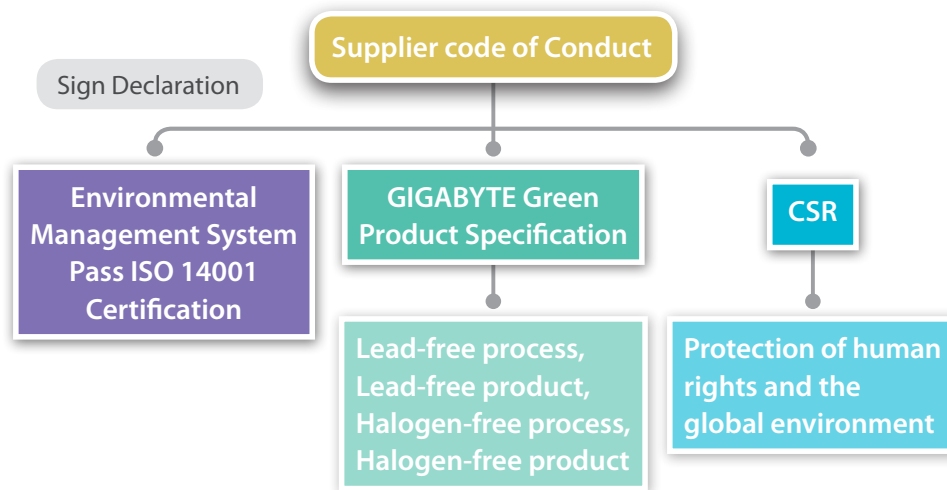 Supplier code of Conduct
Sign Declaration
Environmental
Management System
Pass ISO 14001
Certification
GIGABYTE Green
Product Specification
CSR
Lead-free process,
Lead-free product,
Halogen-free process,
Halogen-free product
Protection of human
rights and the
global environment